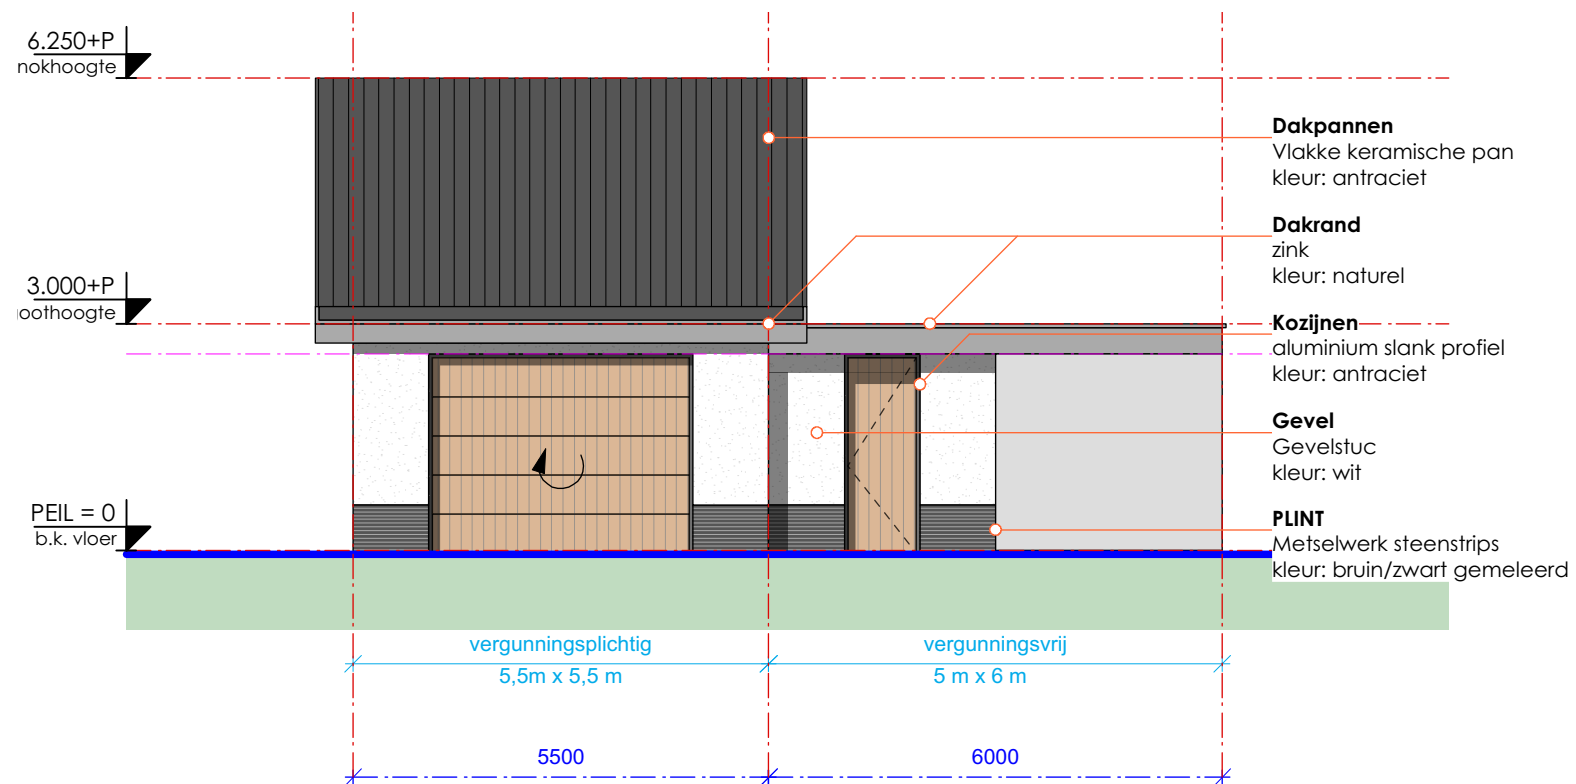 6.250+P
nokhoogte
Dakpannen
Vlakke keramische pan
kleur: antraciet
Dakrand
zink
kleur: naturel
3.000+P
oothoogte
Kozijnen
aluminium slank profiel
kleur: antraciet
Gevel
Gevelstuc
kleur: wit
PEIL = 0
b.k. vloer
PLINT
Metselwerk steenstrips
kleur: bruin/zwart gemeleerd
vergunningsplichtig
5,5m x 5,5 m
vergunningsvrij
5 m x 6 m
5500
6000